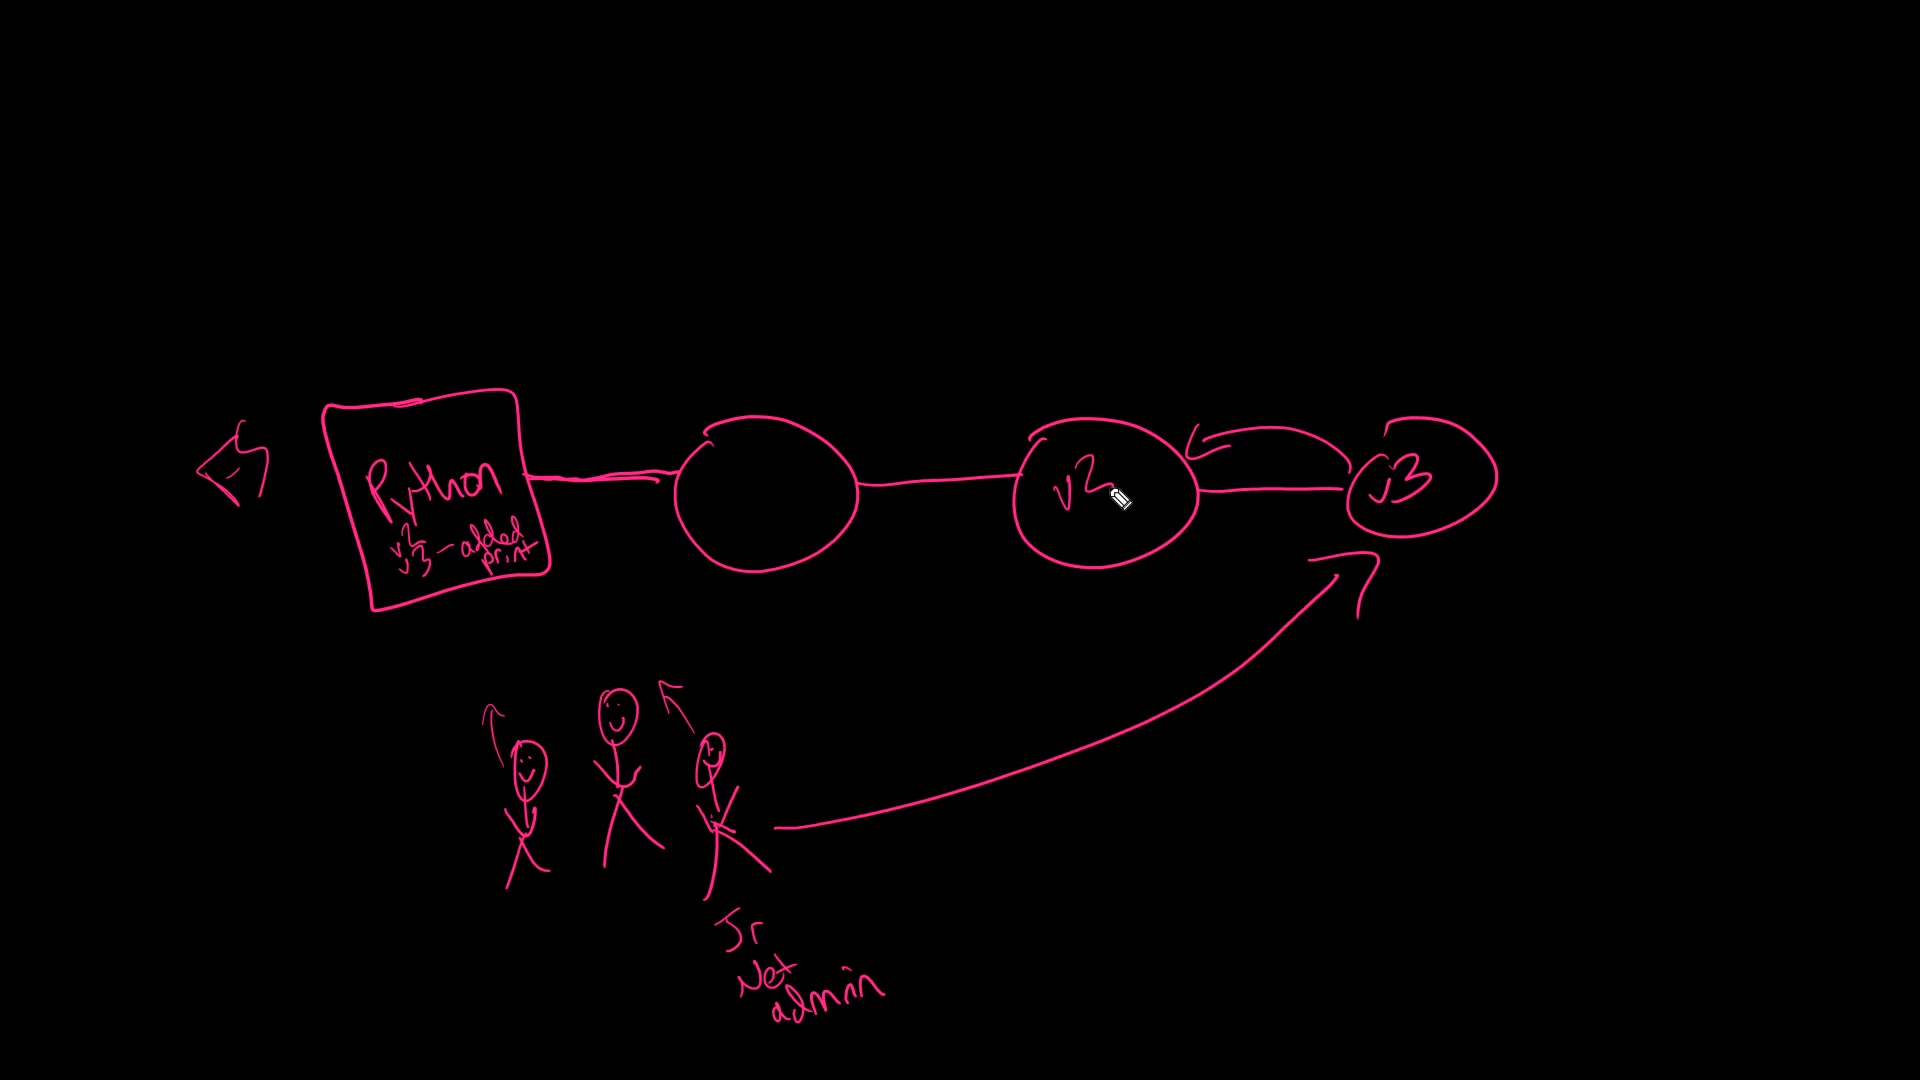 Python
v2
v3 - added
print
v2
v3
Jr
Net
admin